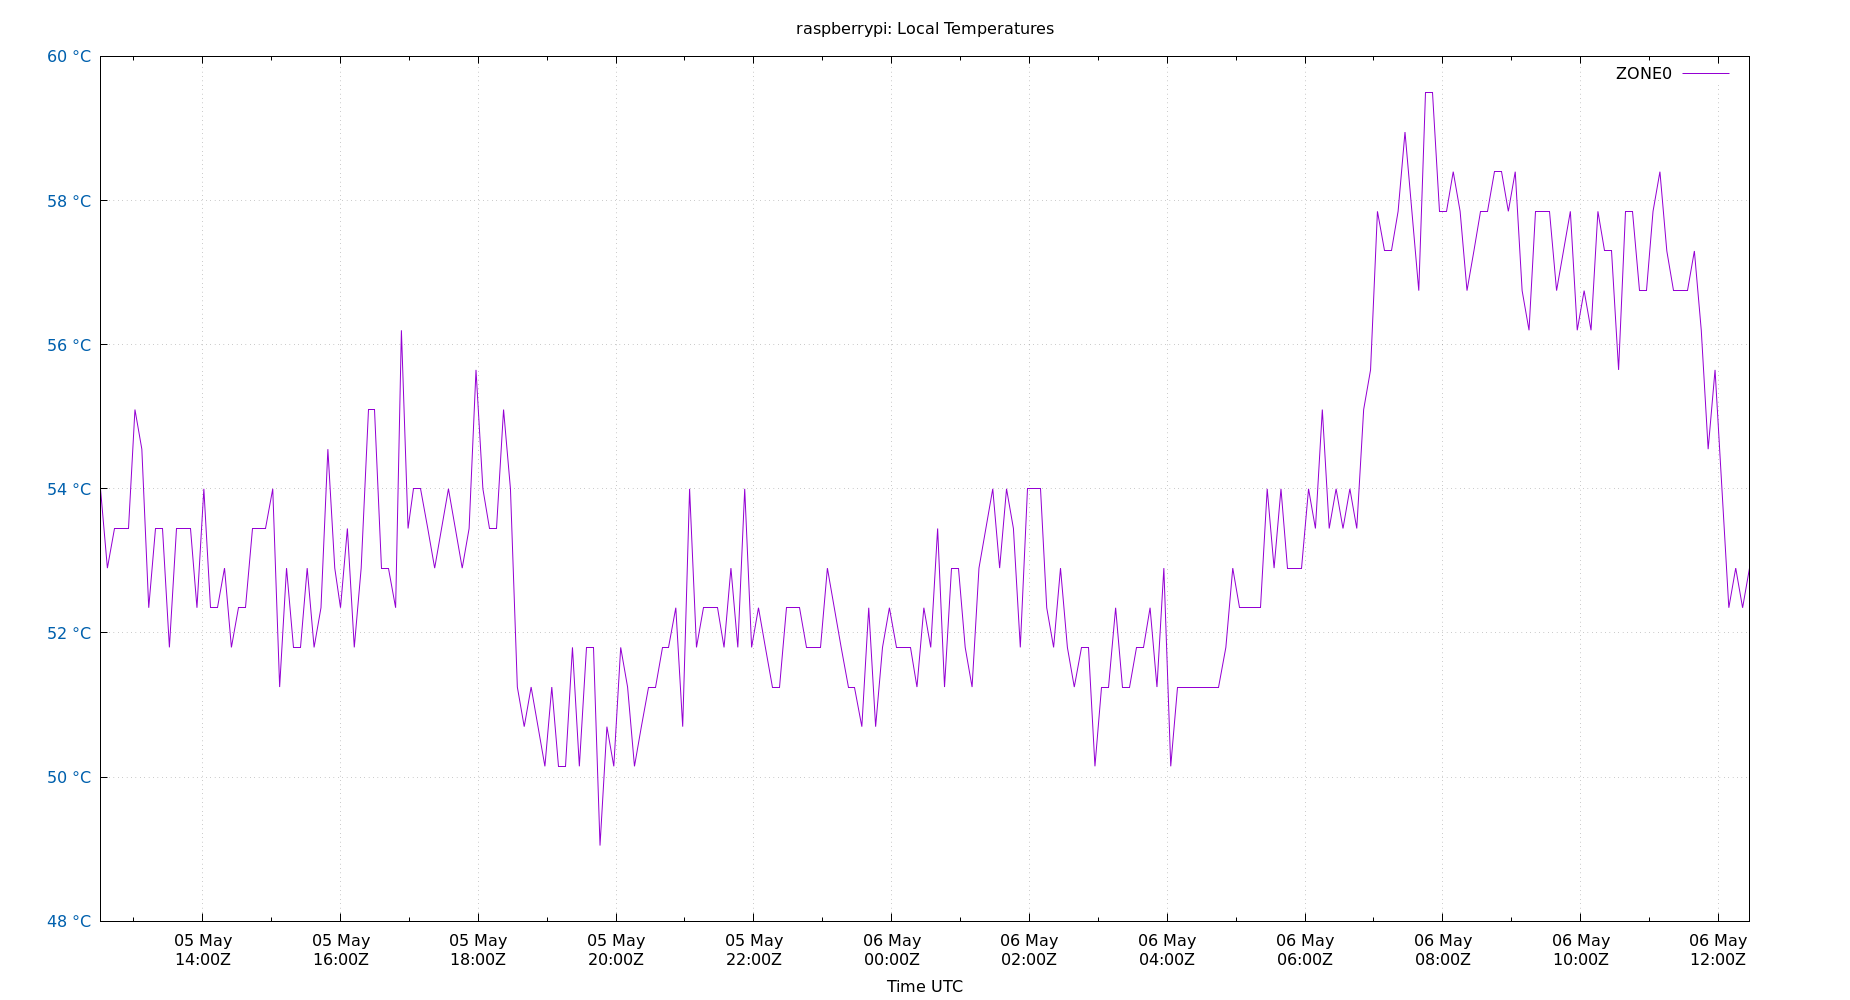 raspberrypi: Local Temperatures
ZONE0
60 °C
58 °C
56 °C
54 °C
52 °C
50 °C
48 °C
05 May 05 May 05 May 05 May 05 May 06 May 06 May 06 May 06 May 06 May 06 May 06 May
14:00Z 16:00Z 18:00Z 20:00Z 22:00Z 00:00Z 02:00Z 04:00Z 06:00Z 08:00Z 10:00Z 12:00Z
Time UTC